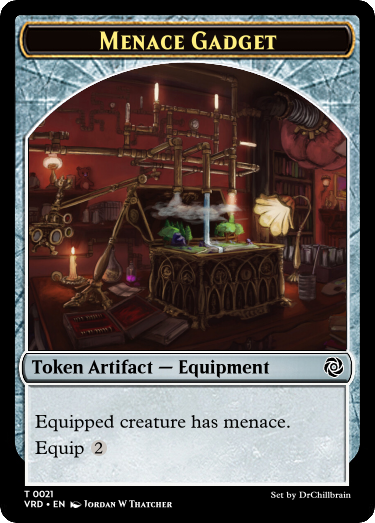 Menace Gadget
Token Artifact — Equipment
Equipped creature has menace.
Equip 2
T 0021
VRD • EN Jordan W Thatcher
Set by DrChillbrain